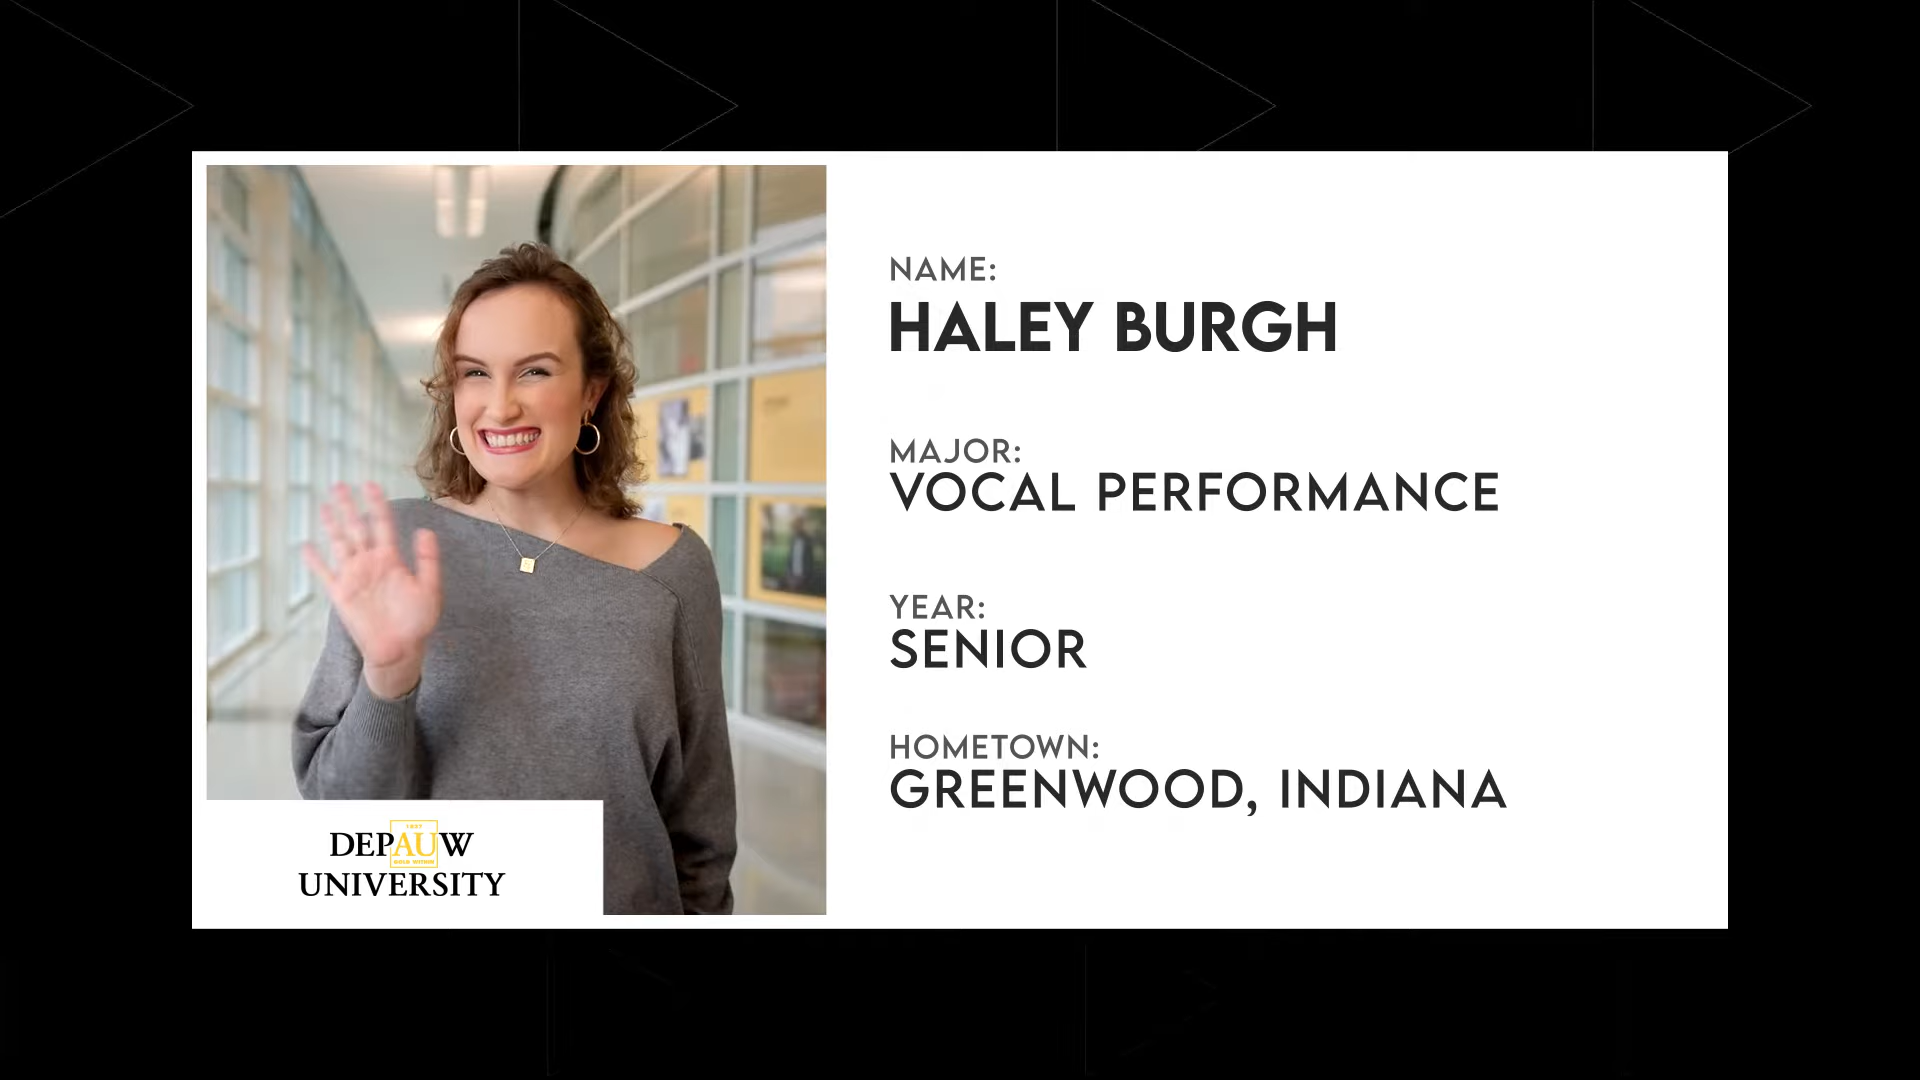 NAME:
HALEY BURGH
MAJOR:
VOCAL PERFORMANCE
YEAR:
SENIOR
HOMETOWN:
GREENWOOD, INDIANA
DEPAUW
UNIVERSITY